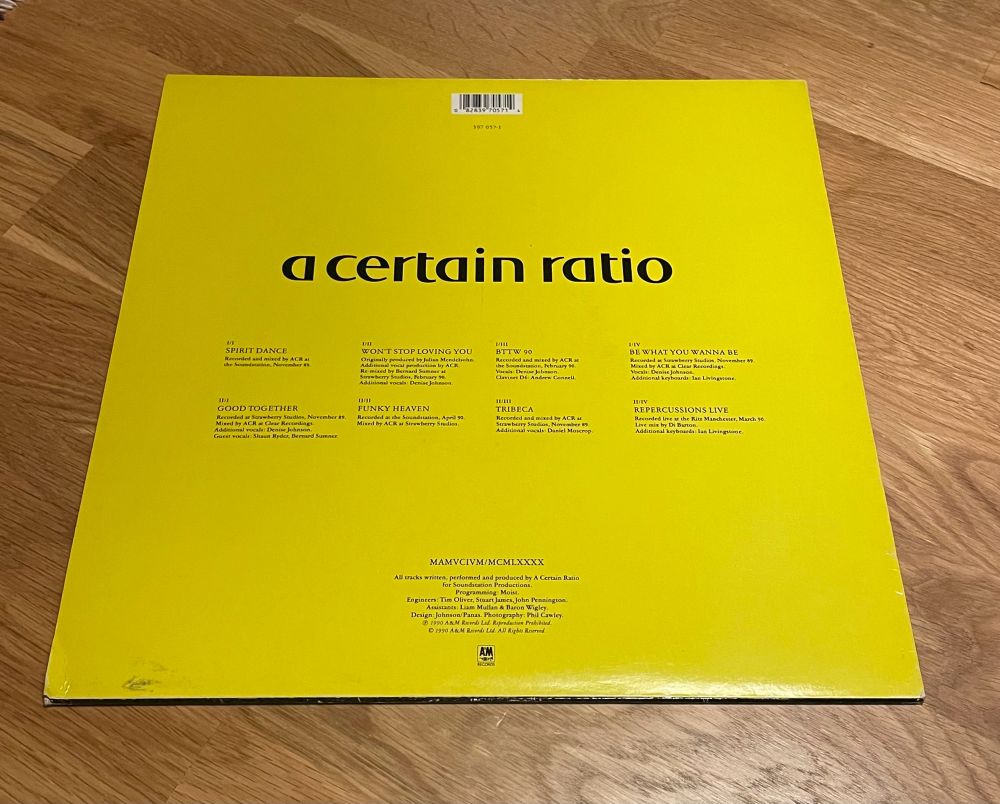 0 82839 70571 4
397 057-1
a certain ratio
I/I
SPIRIT DANCE
Recorded and mixed by ACR at
the Soundstation, November 89.
I/II
WON'T STOP LOVING YOU
Originally produced by Julian Mendelsohn.
Additional vocal production by ACR.
Re-mixed by Bernard Sumner at
Strawberry Studios, February 90.
Additional vocals: Denise Johnson.
I/III
BTTW 90
Recorded and mixed by ACR at
the Soundstation, February 90.
Vocals: Denise Johnson.
Clavinet D6: Andrew Connell.
I/IV
BE WHAT YOU WANNA BE
Recorded at Strawberry Studios, November 89.
Mixed by ACR at Clear Recordings.
Vocals: Denise Johnson.
Additional keyboards: Ian Livingstone.
II/I
GOOD TOGETHER
Recorded at Strawberry Studios, November 89.
Mixed by ACR at Clear Recordings.
Additional vocals: Denise Johnson.
Guest vocals: Shaun Ryder, Bernard Sumner.
II/II
FUNKY HEAVEN
Recorded at the Soundstation, April 90.
Mixed by ACR at Strawberry Studios.
II/III
TRIBECA
Recorded and mixed by ACR at
Strawberry Studios, November 89.
Additional vocals: Daniel Moscrop.
II/IV
REPERCUSSIONS LIVE
Recorded live at the Ritz Manchester, March 90.
Live mix by Di Barton.
Additional keyboards: Ian Livingstone.
MAMVCIVM/MCMLXXXX
All tracks written, performed and produced by A Certain Ratio
for Soundstation Productions.
Programming: Moist.
Engineers: Tim Oliver, Stuart James, John Pennington.
Assistants: Liam Mullan & Baron Wigley.
Design: Johnson/Panas. Photography: Phil Cawley.
℗ 1990 A&M Records Ltd. Reproduction Prohibited.
© 1990 A&M Records Ltd. All Rights Reserved.
A&M
RECORDS